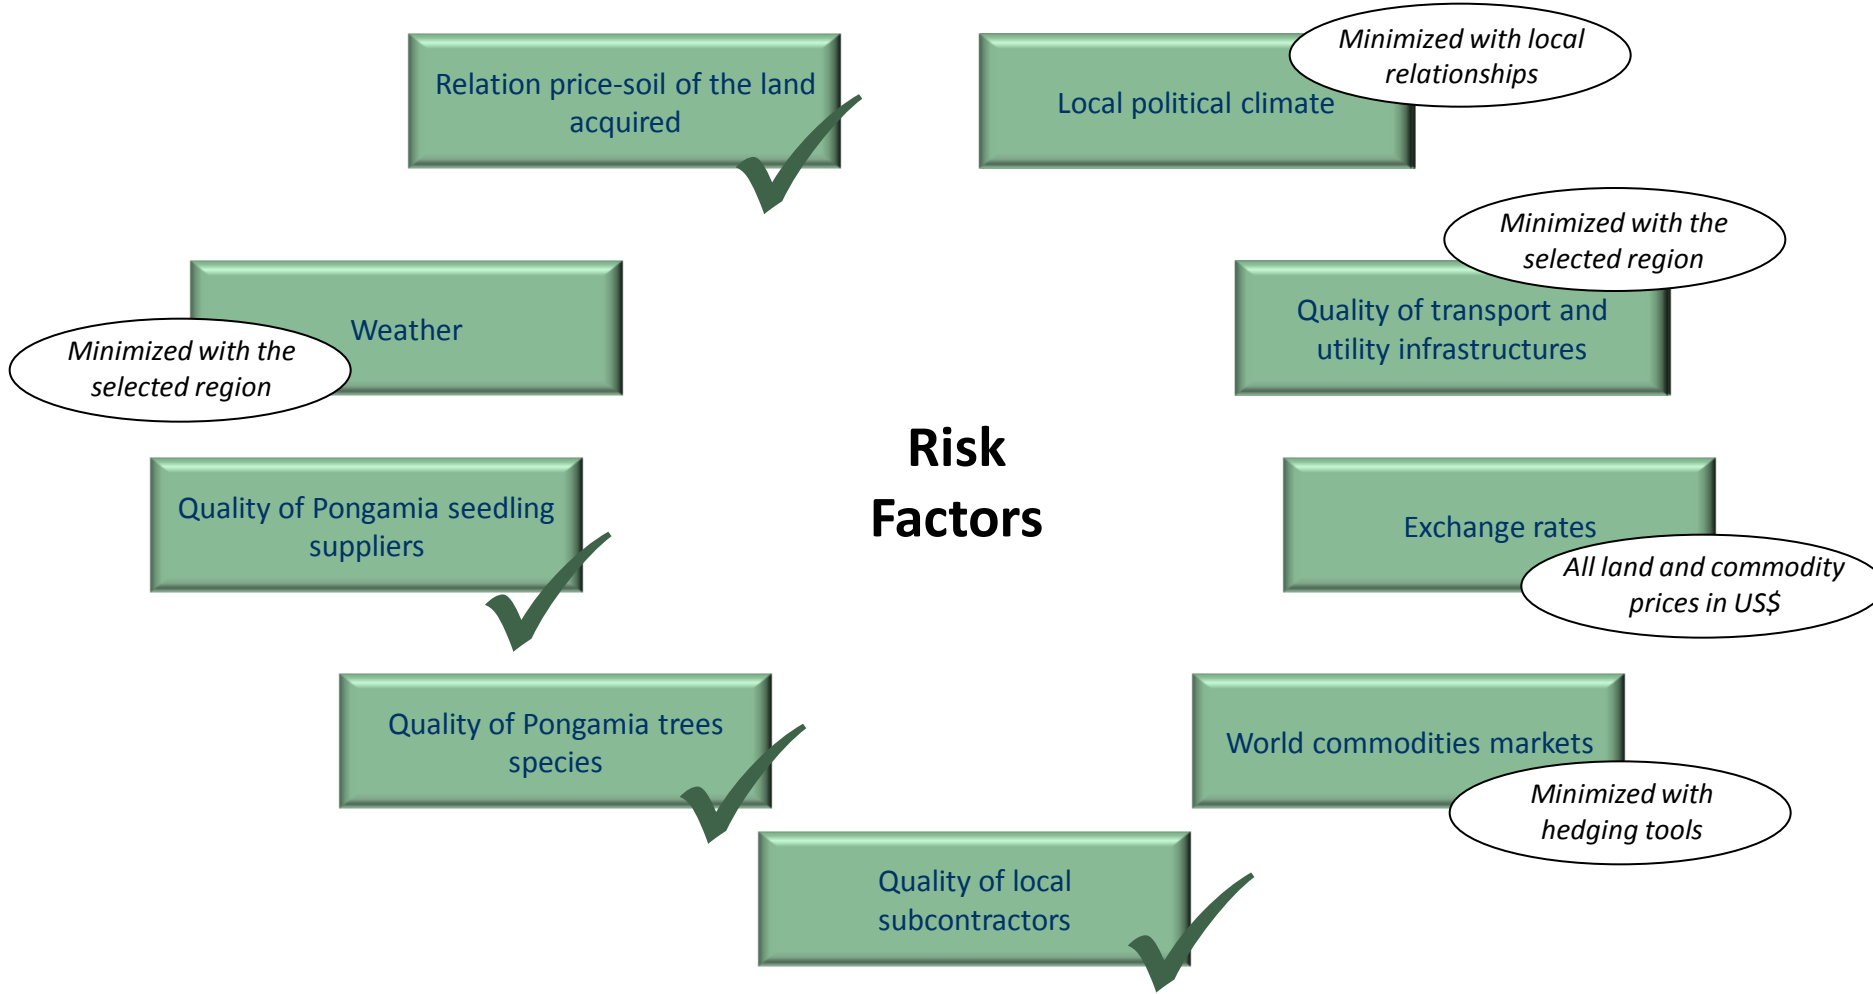 Relation price-soil of the land
acquired
Local political climate
Minimized with local
relationships
Weather
Minimized with the
selected region
Minimized with the
selected region
Quality of transport and
utility infrastructures
Risk
Factors
Quality of Pongamia seedling
suppliers
Exchange rates
All land and commodity
prices in US$
Quality of Pongamia trees
species
World commodities markets
Minimized with
hedging tools
Quality of local
subcontractors